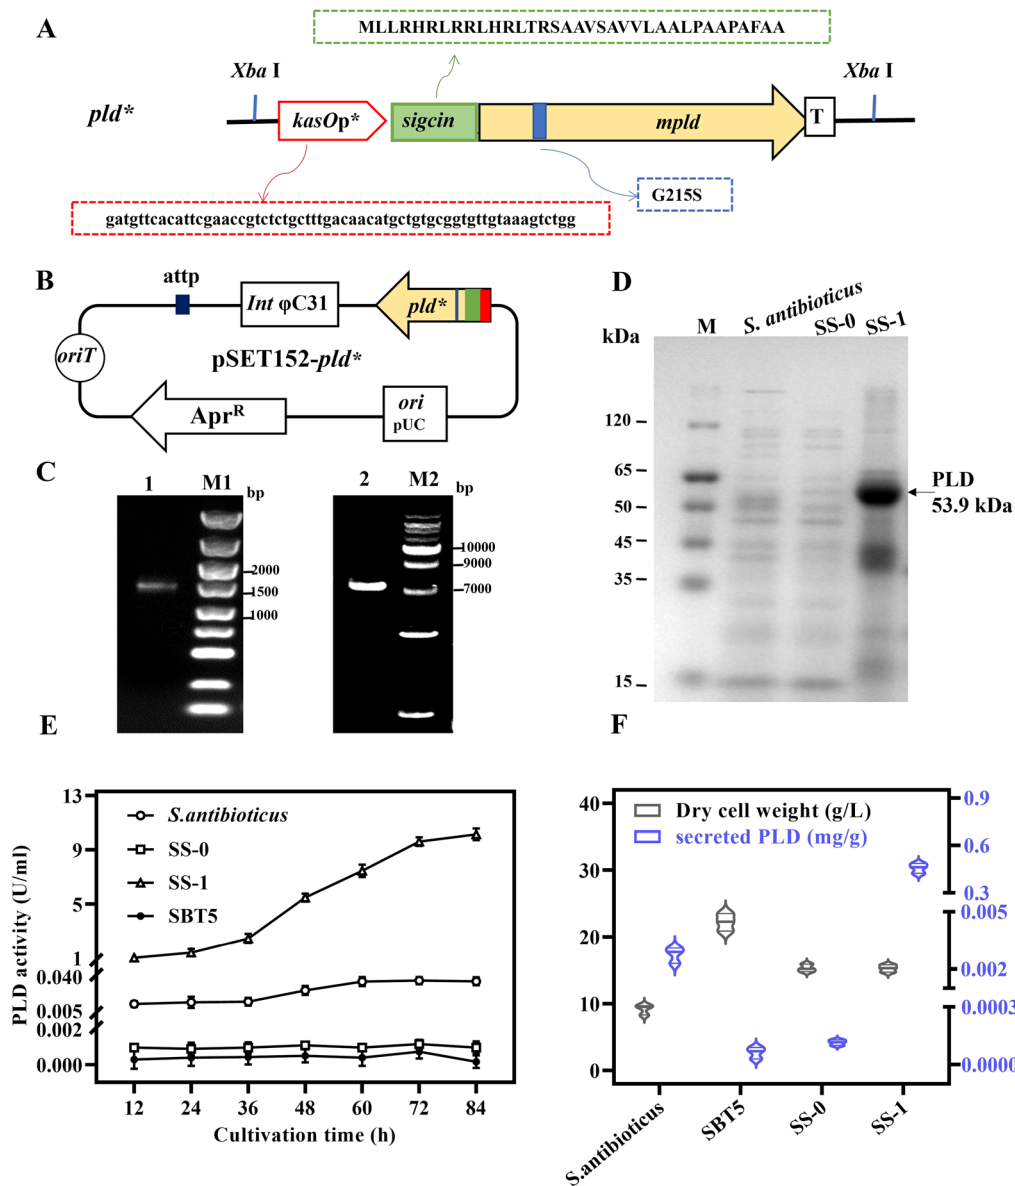 A
MLLRHRLRRLHRLTRSAAVSAVVLAALPAAPAFAA
Xba I
Xba I
pld*
kasOp*
sigcin
mpld
T
G215S
gatgttcacattcgaaccgtctctgctttgacaacatgctgtgcggtgttgtaaagtctgg
B
attp
Int φC31
pld*
oriT
pSET152-pld*
AprR
ori
pUC
C
1
M1
bp
2000
1500
1000
2
M2
bp
10000
9000
7000
D
kDa
M
S. antibioticus
SS-0
SS-1
120
65
50
45
35
15
PLD
53.9 kDa
E
13
9
5
1
0.040
0.005
0.002
0.000
PLD activity (U/ml)
S.antibioticus
SS-0
SS-1
SBT5
12 24 36 48 60 72 84
Cultivation time (h)
F
40
30
20
10
0
Dry cell weight (g/L)
secreted PLD (mg/g)
0.9
0.6
0.3
0.005
0.002
0.0003
0.0000
S.antibioticus
SBT5
SS-0
SS-1